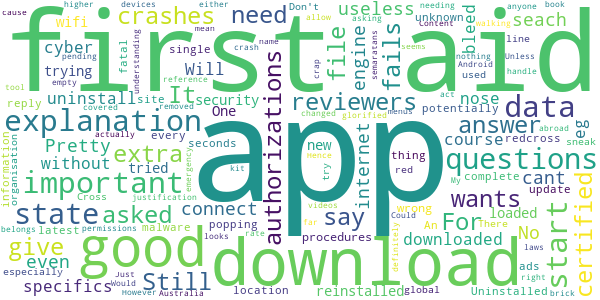 cause higher devices either Don't anyone book
wifi crashes need allow asking needing Content walking useless unknown seach
cyber fatal understanding single crash name Android line
trying Will crap file engine fails semaratans seems nothing used Unless bleed handle
first aid
tool pending empty uninstall It security authorizations reviewers act data
reply covered site removed reference changed glorified menus potentially nose
explanation One every seconds internet answer course redcross eg
Pretty actually app new thing abroad sneak
without tried Hence red questions
information organisation extra try My complete update
important emergency kit videos cant
Cross justification far wants loaded certified
state asked connect say wrong An There
belongs latest permissions malware popping Could For downloaded No start
give good download definitely laws
even looks rate procedures ads right
especially Just Still location reinstalled global Uninstalled brick
specifics However Would Australia mean